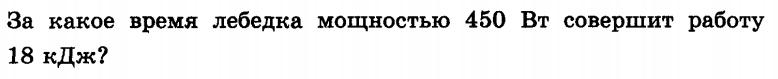 За какое время лебедка мощностью 450 Вт совершит работу
18 кДж?